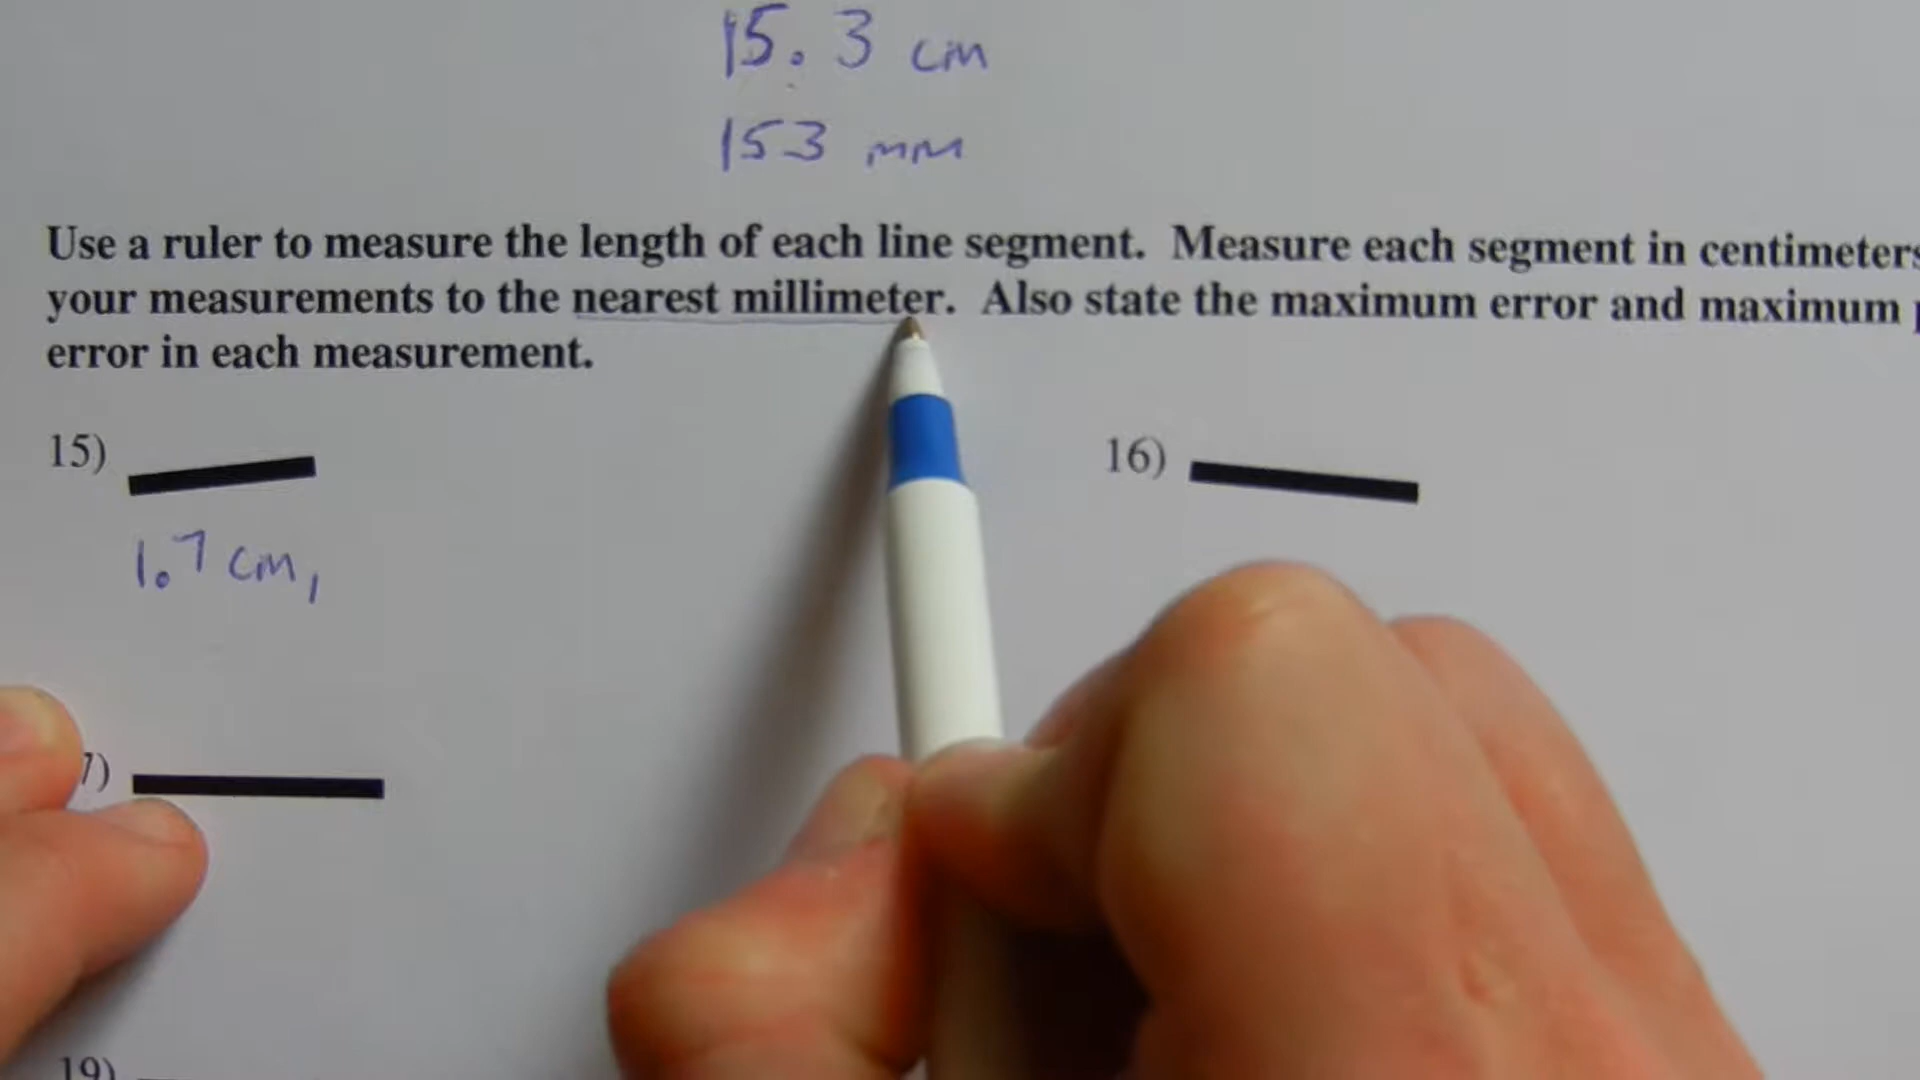 15.3 cm
153 mm
Use a ruler to measure the length of each line segment. Measure each segment in centimeters
your measurements to the nearest millimeter. Also state the maximum error and maximum
error in each measurement.
15) 16)
1.7 cm,
7)
19)